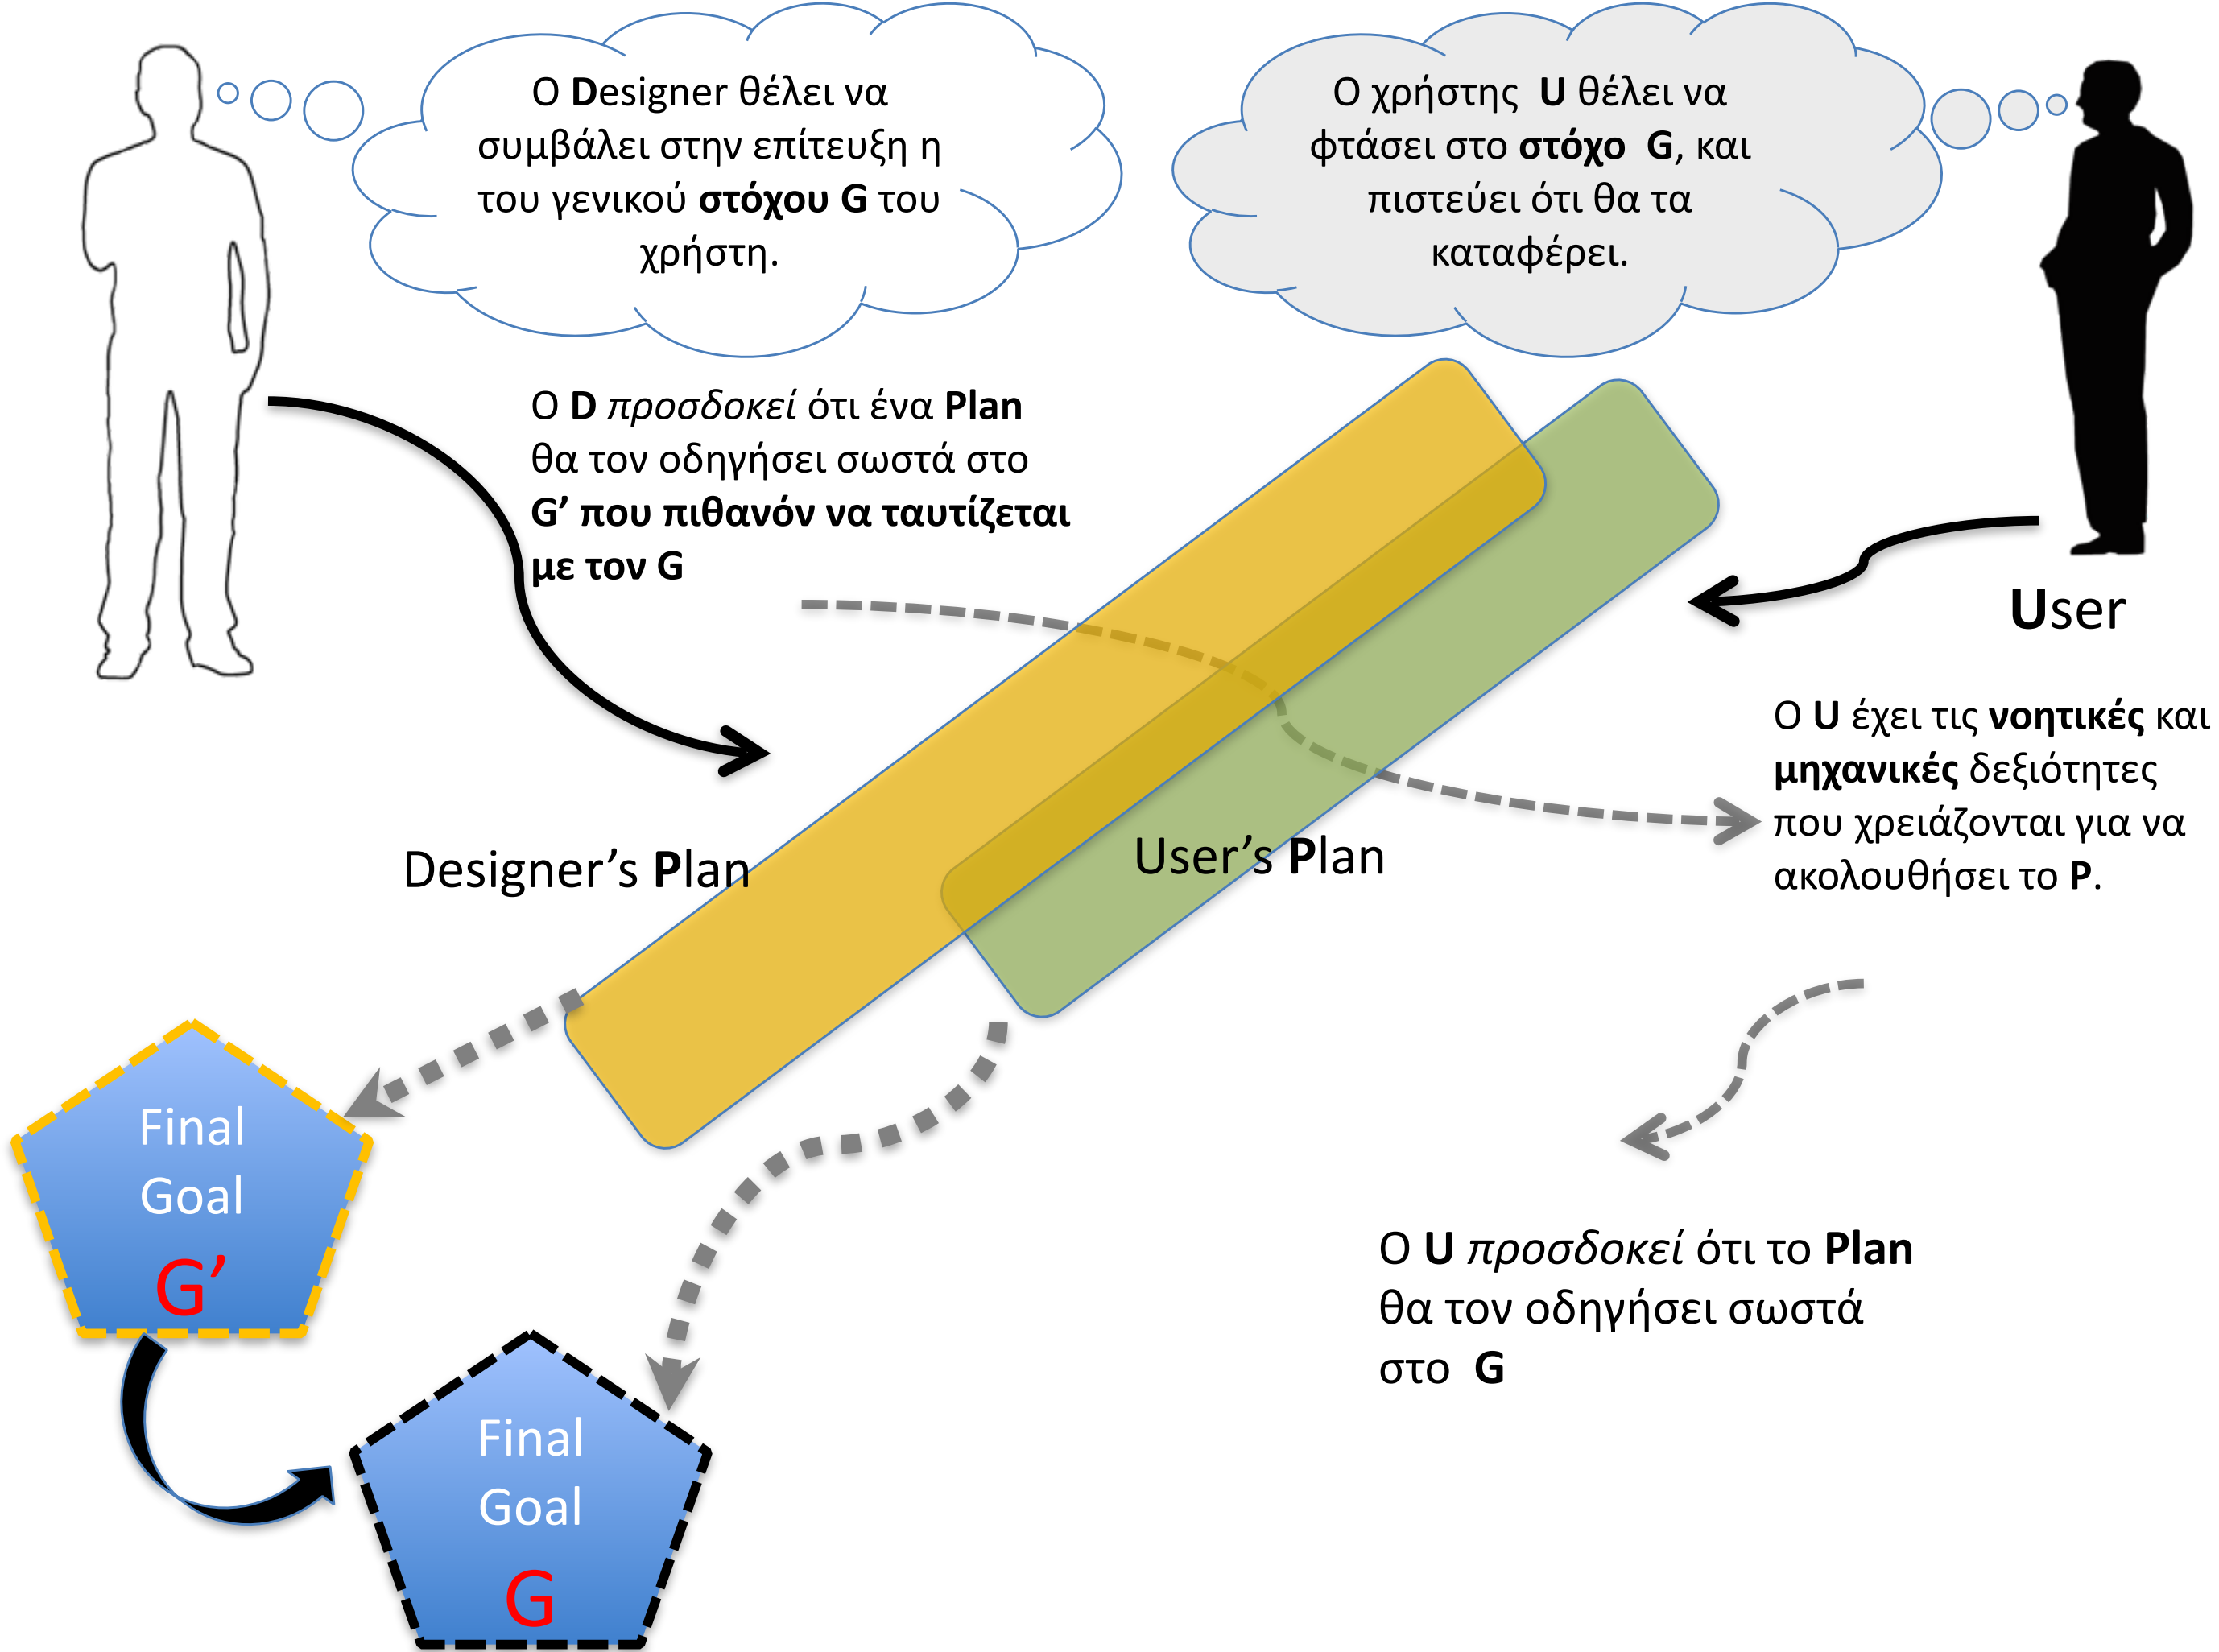 Ο Designer θέλει να
συμβάλει στην επίτευξη η
του γενικού στόχου G του
χρήστη.
Ο χρήστης U θέλει να
φτάσει στο στόχο G, και
πιστεύει ότι θα τα
καταφέρει.
Ο D προσδοκεί ότι ένα Plan
θα τον οδηγήσει σωστά στο
G’ που πιθανόν να ταυτίζεται
με τον G
User
Ο U έχει τις νοητικές και
μηχανικές δεξιότητες
που χρειάζονται για να
ακολουθήσει το P.
Designer’s Plan
User’s Plan
Final
Goal
G’
Ο U προσδοκεί ότι το Plan
θα τον οδηγήσει σωστά
στο G
Final
Goal
G